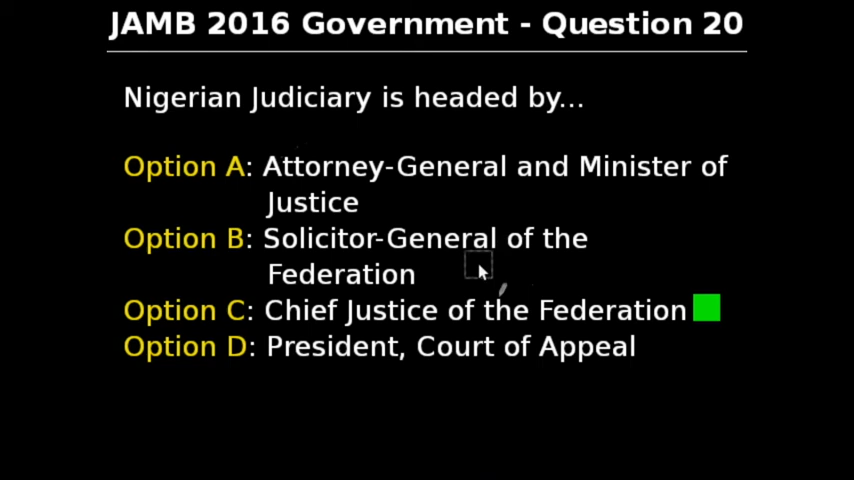 JAMB 2016 Government - Question 20
Nigerian Judiciary is headed by...
Option A: Attorney-General and Minister of
Justice
Option B: Solicitor-General of the
Federation
Option C: Chief Justice of the Federation
Option D: President, Court of Appeal